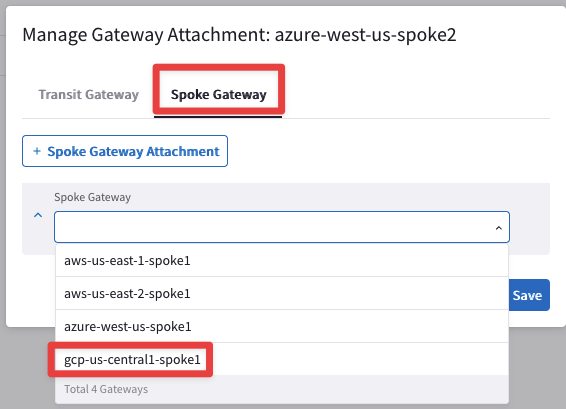 Manage Gateway Attachment: azure-west-us-spoke2
Transit Gateway Spoke Gateway
+ Spoke Gateway Attachment
Spoke Gateway
aws-us-east-1-spoke1
aws-us-east-2-spoke1
azure-west-us-spoke1
Save
gcp-us-central1-spoke1
Total 4 Gateways